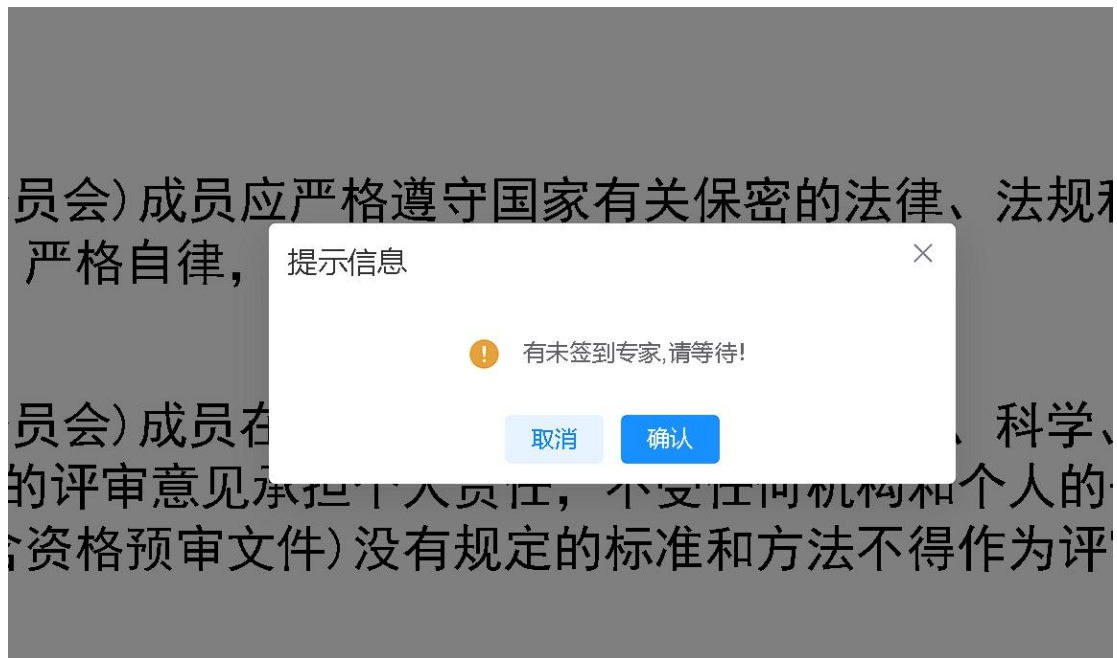 员会)成员应严格遵守国家有关保密的法律、法规和
严格自律，
提示信息
有未签到专家,请等待!
取消 确认
员会)成员在 、科学、
的评审意见承担个人责任，不受任何机构和个人的
资格预审文件)没有规定的标准和方法不得作为评审